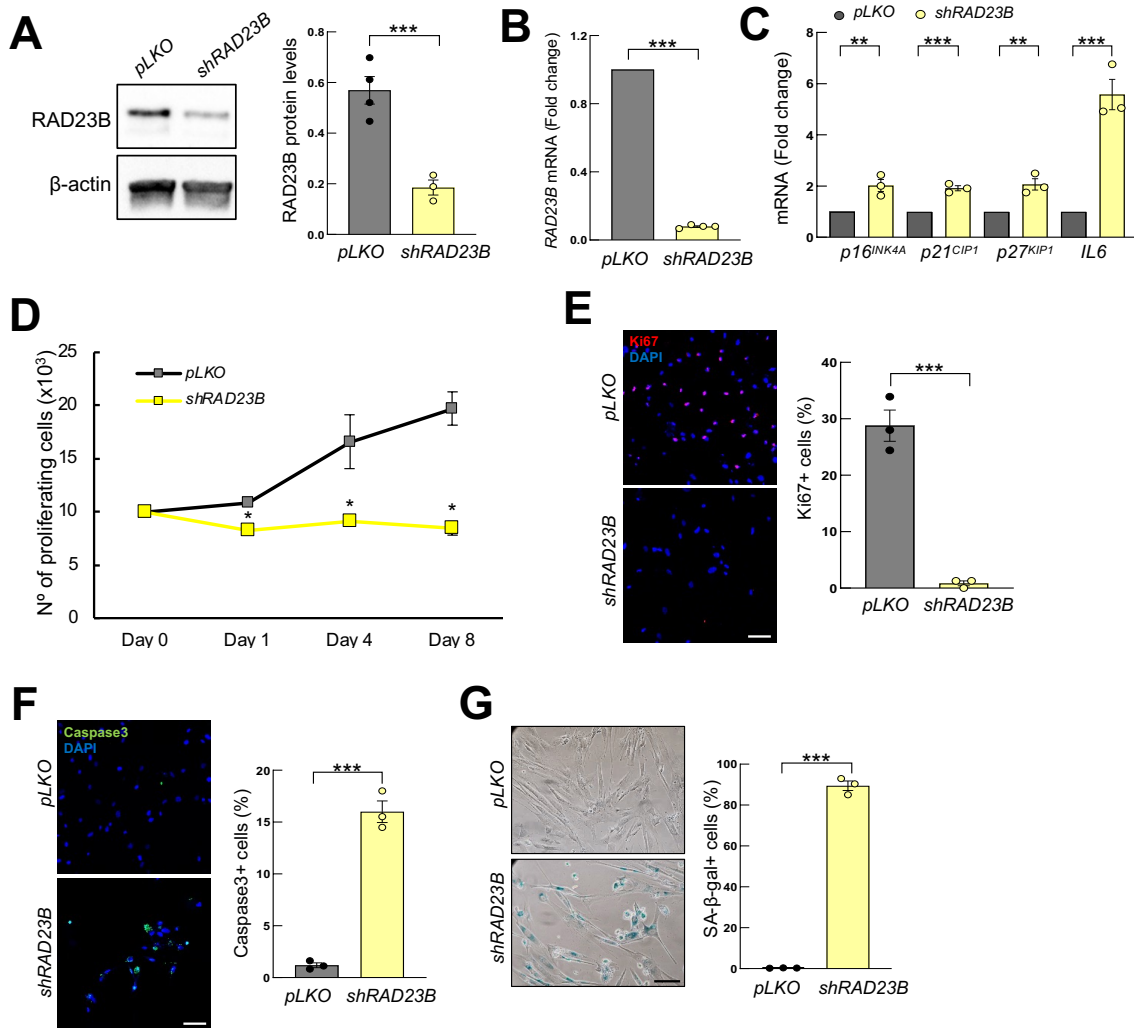 A
pLKO
shRAD23B
RAD23B
β-actin
RAD23B protein levels
0.8
0.6
0.4
0.2
0.0
***
pLKO
shRAD23B
B
RAD23B mRNA (Fold change)
1.2
0.8
0.4
0.0
***
pLKO
shRAD23B
C
pLKO
shRAD23B
mRNA (Fold change)
8
6
4
2
0
**
***
**
***
p16INK4A
p21CIP1
p27KIP1
IL6
D
Nº of proliferating cells (x10³)
25
20
15
10
5
0
pLKO
shRAD23B
*
*
*
Day 0
Day 1
Day 4
Day 8
E
Ki67
DAPI
pLKO
shRAD23B
Ki67+ cells (%)
40
30
20
10
0
***
pLKO
shRAD23B
F
Caspase3
DAPI
pLKO
shRAD23B
Caspase3+ cells (%)
20
15
10
5
0
***
pLKO
shRAD23B
G
pLKO
shRAD23B
SA-β-gal+ cells (%)
100
80
60
40
20
0
***
pLKO
shRAD23B